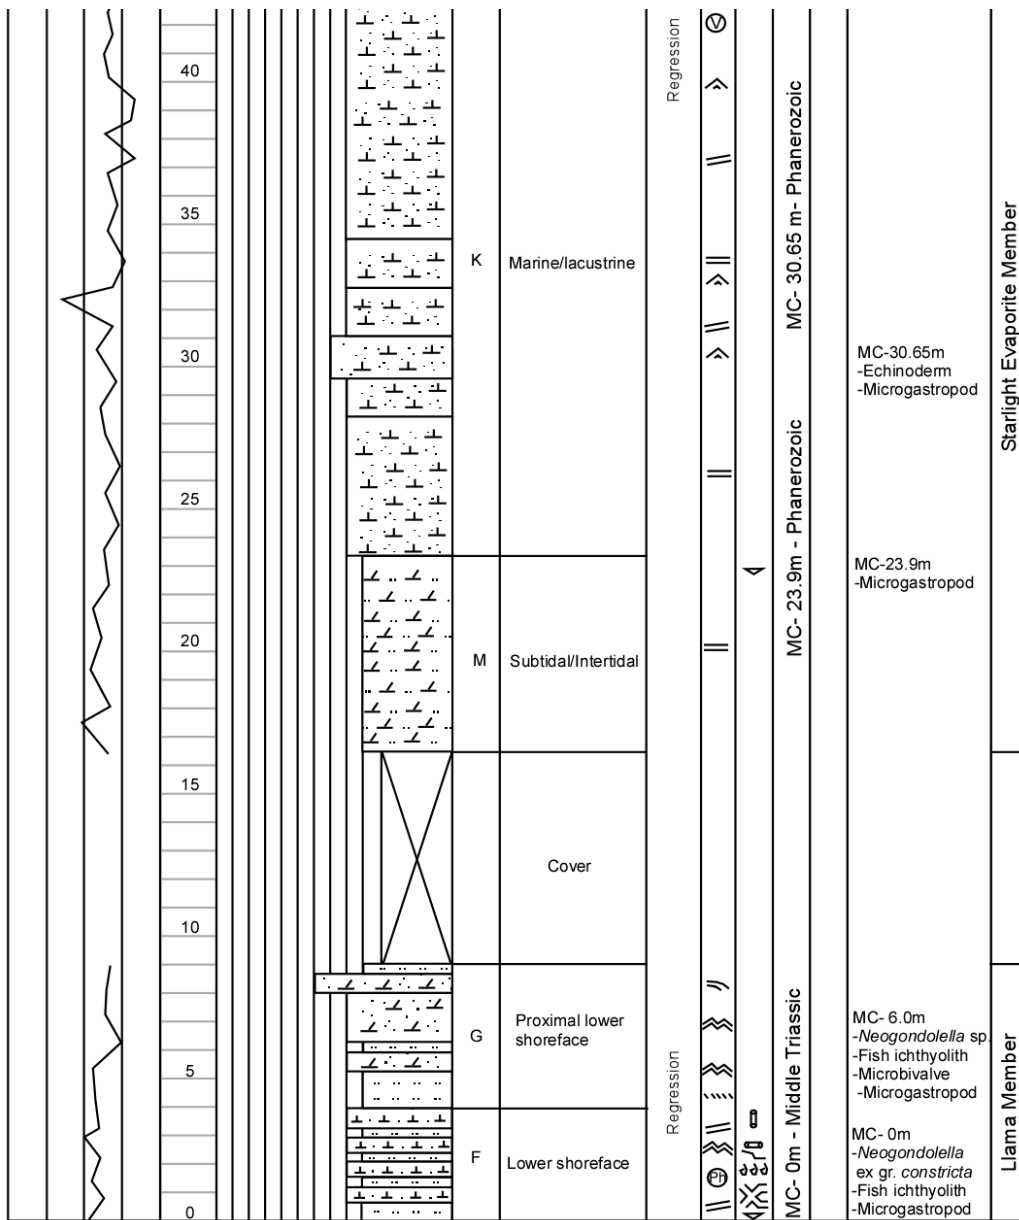 40
35
30
25
20
15
10
5
0
K
Marine/lacustrine
M
Subtidal/Intertidal
Cover
G
Proximal lower
shoreface
F
Lower shoreface
Regression
Regression
V
Ph
MC- 30.65 m- Phanerozoic
MC- 23.9m - Phanerozoic
MC- 0m - Middle Triassic
MC-30.65m
-Echinoderm
-Microgastropod
MC-23.9m
-Microgastropod
MC- 6.0m
-Neogondolella sp.
-Fish ichthyolith
-Microbivalve
-Microgastropod
MC- 0m
-Neogondolella
ex gr. constricta
-Fish ichthyolith
-Microgastropod
Starlight Evaporite Member
Llama Member